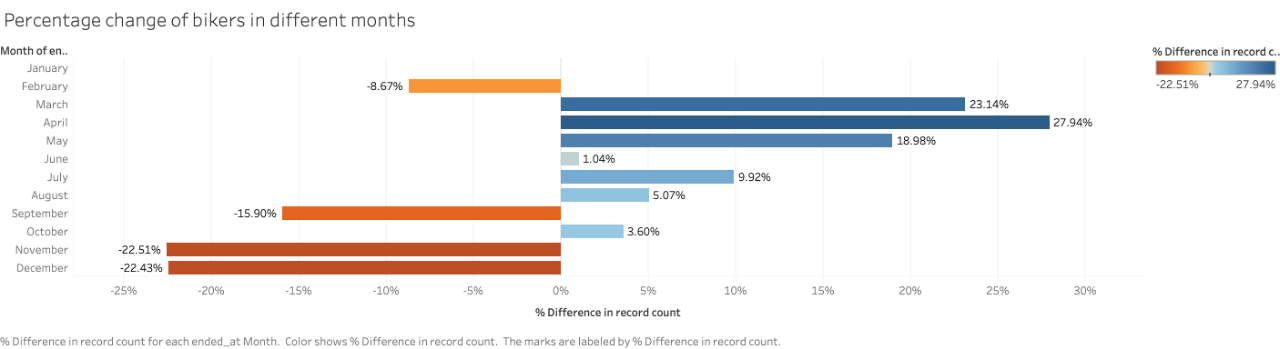 Percentage change of bikers in different months
Month of en..
% Difference in record c..
-22.51% 27.94%
January
February -8.67%
March 23.14%
April 27.94%
May 18.98%
June 1.04%
July 9.92%
August 5.07%
September -15.90%
October 3.60%
November -22.51%
December -22.43%
-25% -20% -15% -10% -5% 0% 5% 10% 15% 20% 25% 30%
% Difference in record count
% Difference in record count for each ended_at Month. Color shows % Difference in record count. The marks are labeled by % Difference in record count.